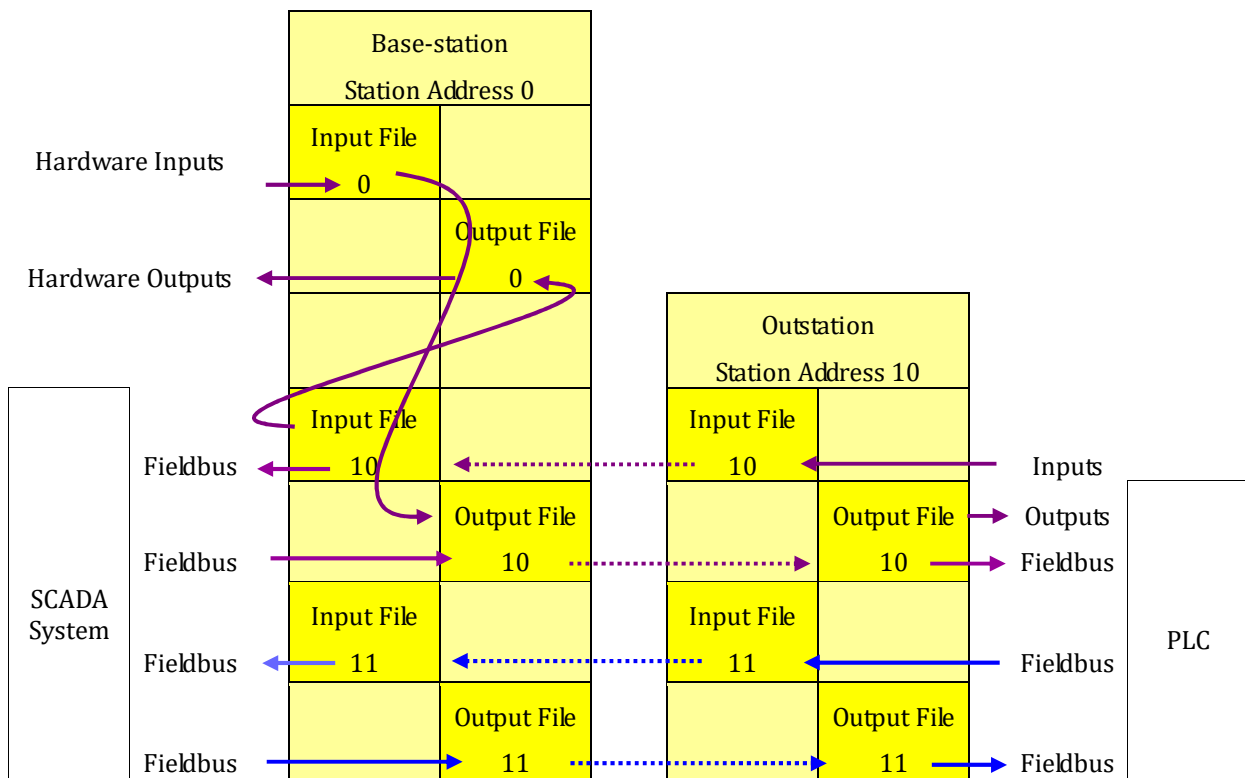 Base-station
Station Address 0
Input File
Hardware Inputs
0
Output File
Hardware Outputs
0
Outstation
Station Address 10
Input File
Input File
Fieldbus
10
10
Inputs
Output File
Output File
Outputs
Fieldbus
10
10
Fieldbus
SCADA
System
Input File
Input File
PLC
Fieldbus
11
11
Fieldbus
Output File
Output File
Fieldbus
11
11
Fieldbus